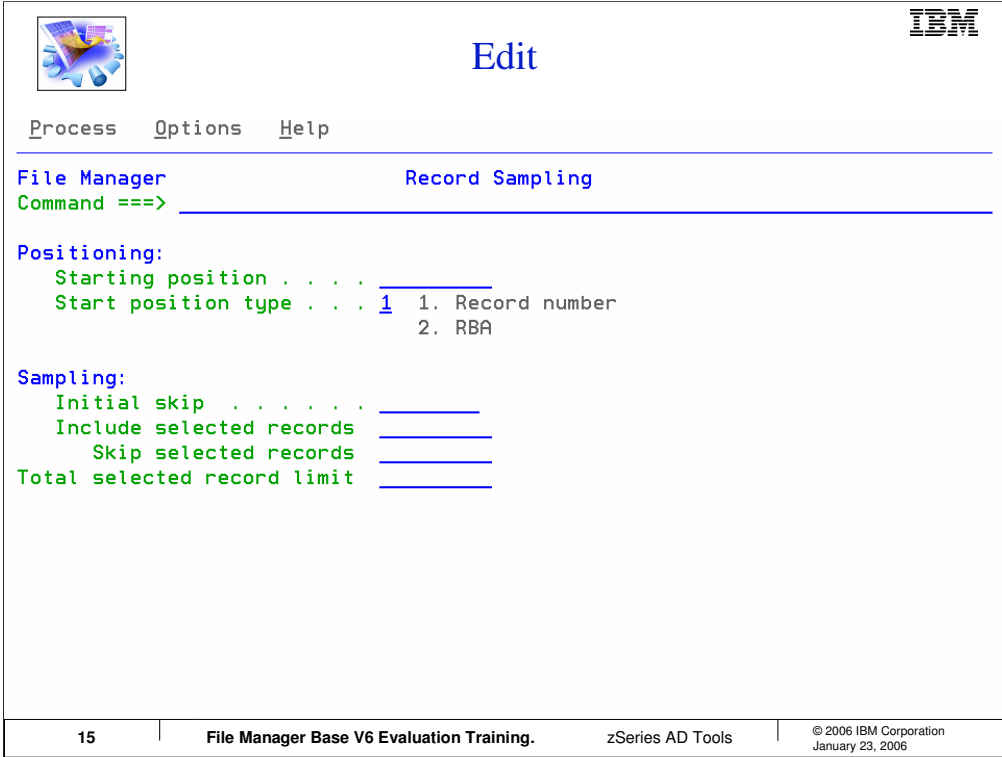 IBM
Edit
Process Options Help
File Manager Record Sampling
Command ===>
Positioning:
Starting position . . . .
Start position type . . . 1 1. Record number
2. RBA
Sampling:
Initial skip . . . . . .
Include selected records
Skip selected records
Total selected record limit
15 File Manager Base V6 Evaluation Training. zSeries AD Tools © 2006 IBM Corporation
January 23, 2006